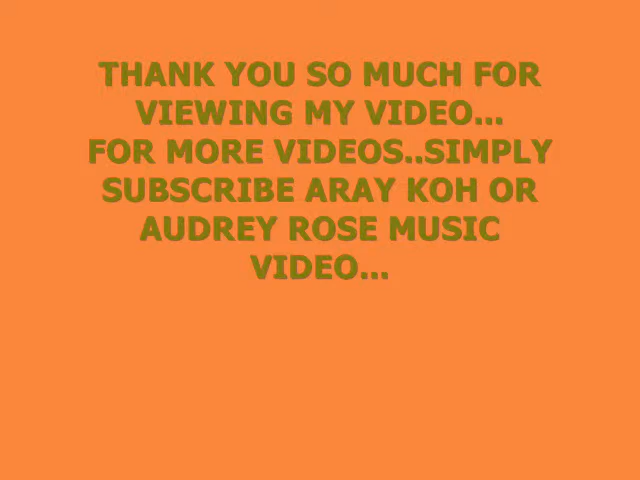 THANK YOU SO MUCH FOR
VIEWING MY VIDEO...
FOR MORE VIDEOS..SIMPLY
SUBSCRIBE ARAY KOH OR
AUDREY ROSE MUSIC
VIDEO...